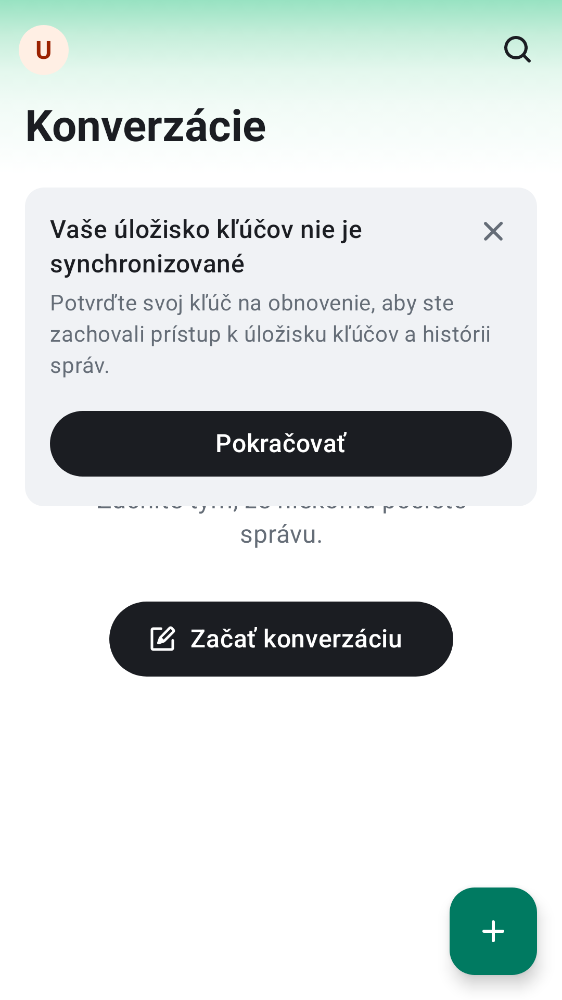 U
Konverzácie
Vaše úložisko kľúčov nie je
synchronizované
Potvrďte svoj kľúč na obnovenie, aby ste
zachovali prístup k úložisku kľúčov a histórii
správ.
Pokračovať
správu.
Začať konverzáciu